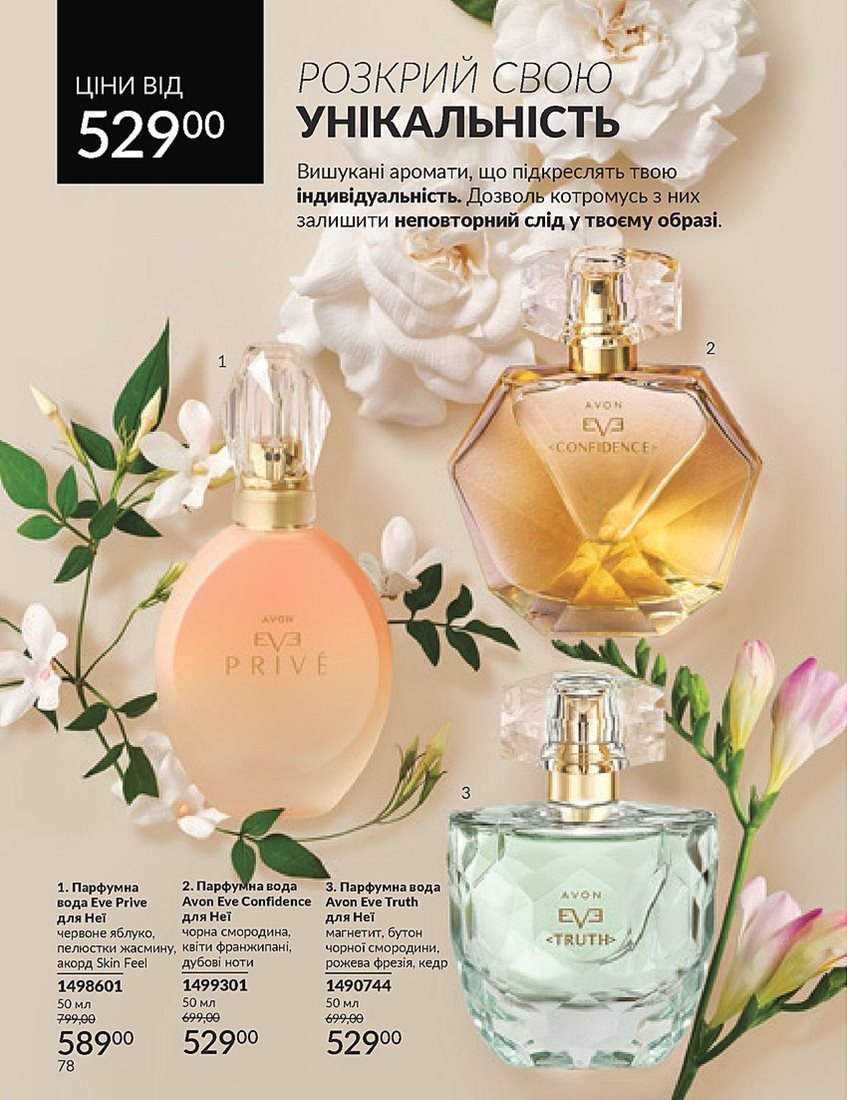 ЦІНИ ВІД
529⁰⁰
РОЗКРИЙ СВОЮ
УНІКАЛЬНІСТЬ
Вишукані аромати, що підкреслять твою
індивідуальність. Дозволь котромусь з них
залишити неповторний слід у твоєму образі.
1
2
AVON
EVE
<CONFIDENCE>
AVON
EVE
PRIVÊ
3
AVON
EVE
<TRUTH>
1. Парфумна
вода Eve Prive
для Неї
червоне яблуко,
пелюстки жасмину,
акорд Skin Feel
1498601
50 мл
799,00
589⁰⁰
2. Парфумна вода
Avon Eve Confidence
для Неї
чорна смородина,
квіти франжипані,
дубові ноти
1499301
50 мл
699,00
529⁰⁰
3. Парфумна вода
Avon Eve Truth
для Неї
магнетит, бутон
чорної смородини,
рожева фрезія, кедр
1490744
50 мл
699,00
529⁰⁰
78